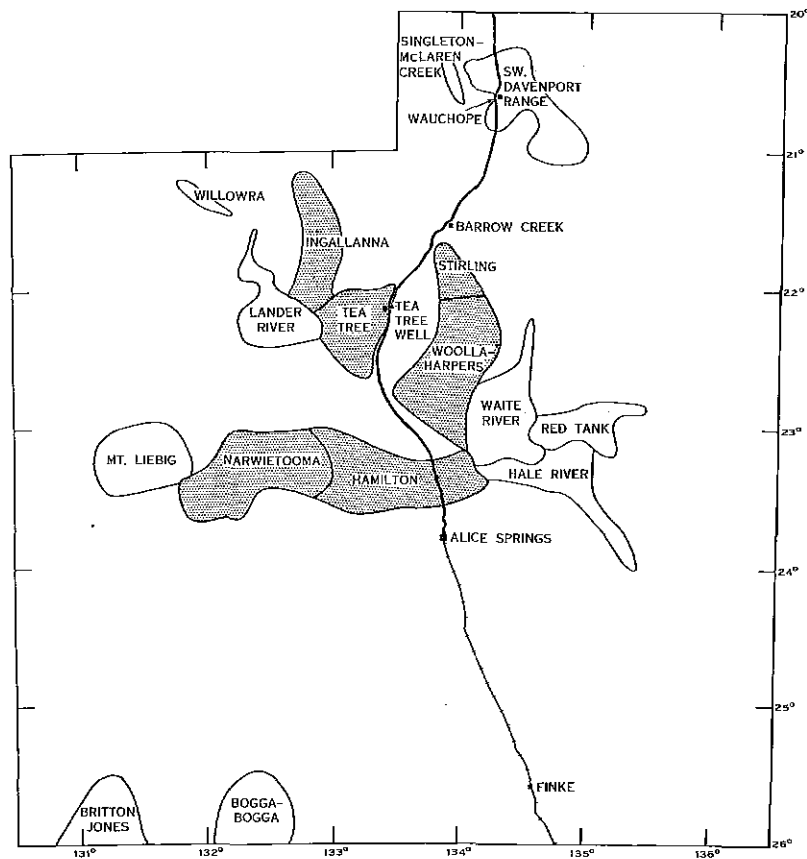 20°
SINGLETON-
McLAREN
CREEK
SW.
DAVENPORT
RANGE
WAUCHOPE
21°
WILLOWRA
BARROW CREEK
INGALLANNA
STIRLING
22°
LANDER
RIVER
TEA
TREE
TEA
TREE
WELL
WOOLLA-
HARPERS
WAITE
RIVER
RED TANK
23°
MT. LIEBIG
NARWIETOOMA
HAMILTON
HALE RIVER
ALICE SPRINGS
24°
25°
FINKE
BRITTON
JONES
BOGGA-
BOGGA
26°
131°
132°
133°
134°
135°
136°